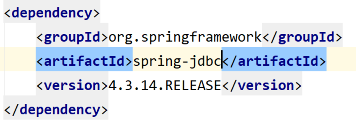 <dependency>
<groupId>org.springframework</groupId>
<artifactId>spring-jdbc</artifactId>
<version>4.3.14.RELEASE</version>
</dependency>